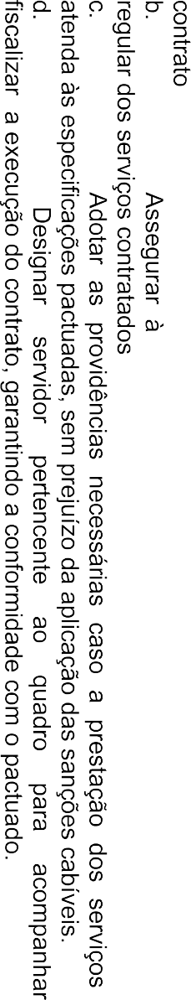 contrato
b. Assegurar à
regular dos serviços contratados
c. Adotar as providências necessárias caso a prestação dos serviços
atenda às especificações pactuadas, sem prejuízo da aplicação das sanções cabíveis.
d. Designar servidor pertencente ao quadro para acompanhar
fiscalizar a execução do contrato, garantindo a conformidade com o pactuado.